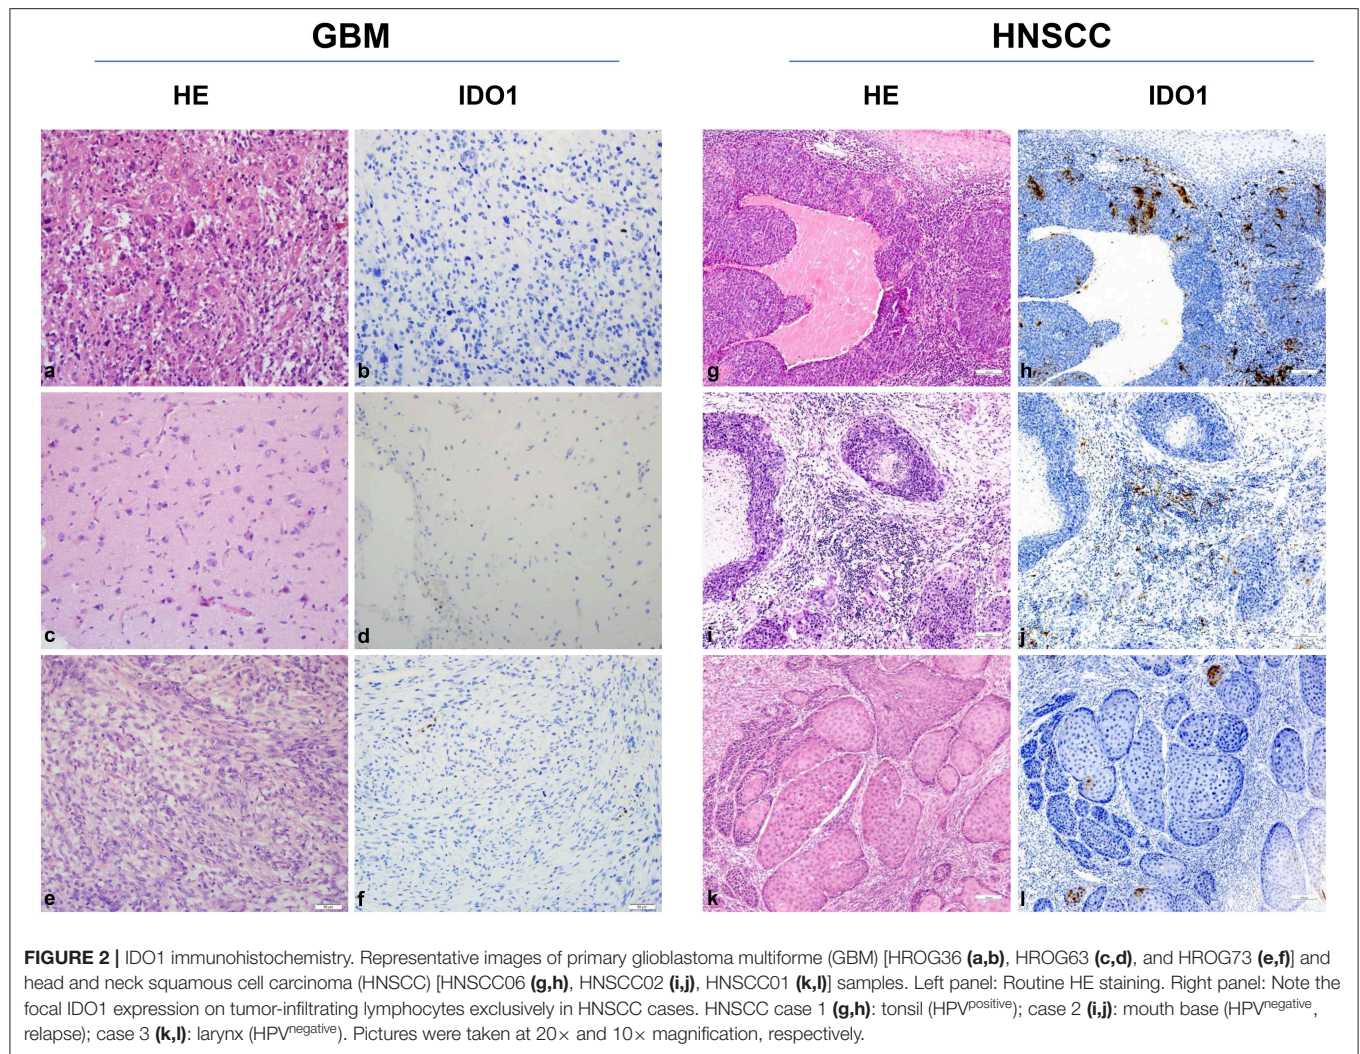 GBM
HNSCC
HE
IDO1
HE
IDO1
a
b
g
h
c
d
i
j
e
f
k
l
FIGURE 2 | IDO1 immunohistochemistry. Representative images of primary glioblastoma multiforme (GBM) [HROG36 (a,b), HROG63 (c,d), and HROG73 (e,f)] and
head and neck squamous cell carcinoma (HNSCC) [HNSCC06 (g,h), HNSCC02 (i,j), HNSCC01 (k,l)] samples. Left panel: Routine HE staining. Right panel: Note the
focal IDO1 expression on tumor-infiltrating lymphocytes exclusively in HNSCC cases. HNSCC case 1 (g,h): tonsil (HPVpositive); case 2 (i,j): mouth base (HPVnegative,
relapse); case 3 (k,l): larynx (HPVnegative). Pictures were taken at 20× and 10× magnification, respectively.